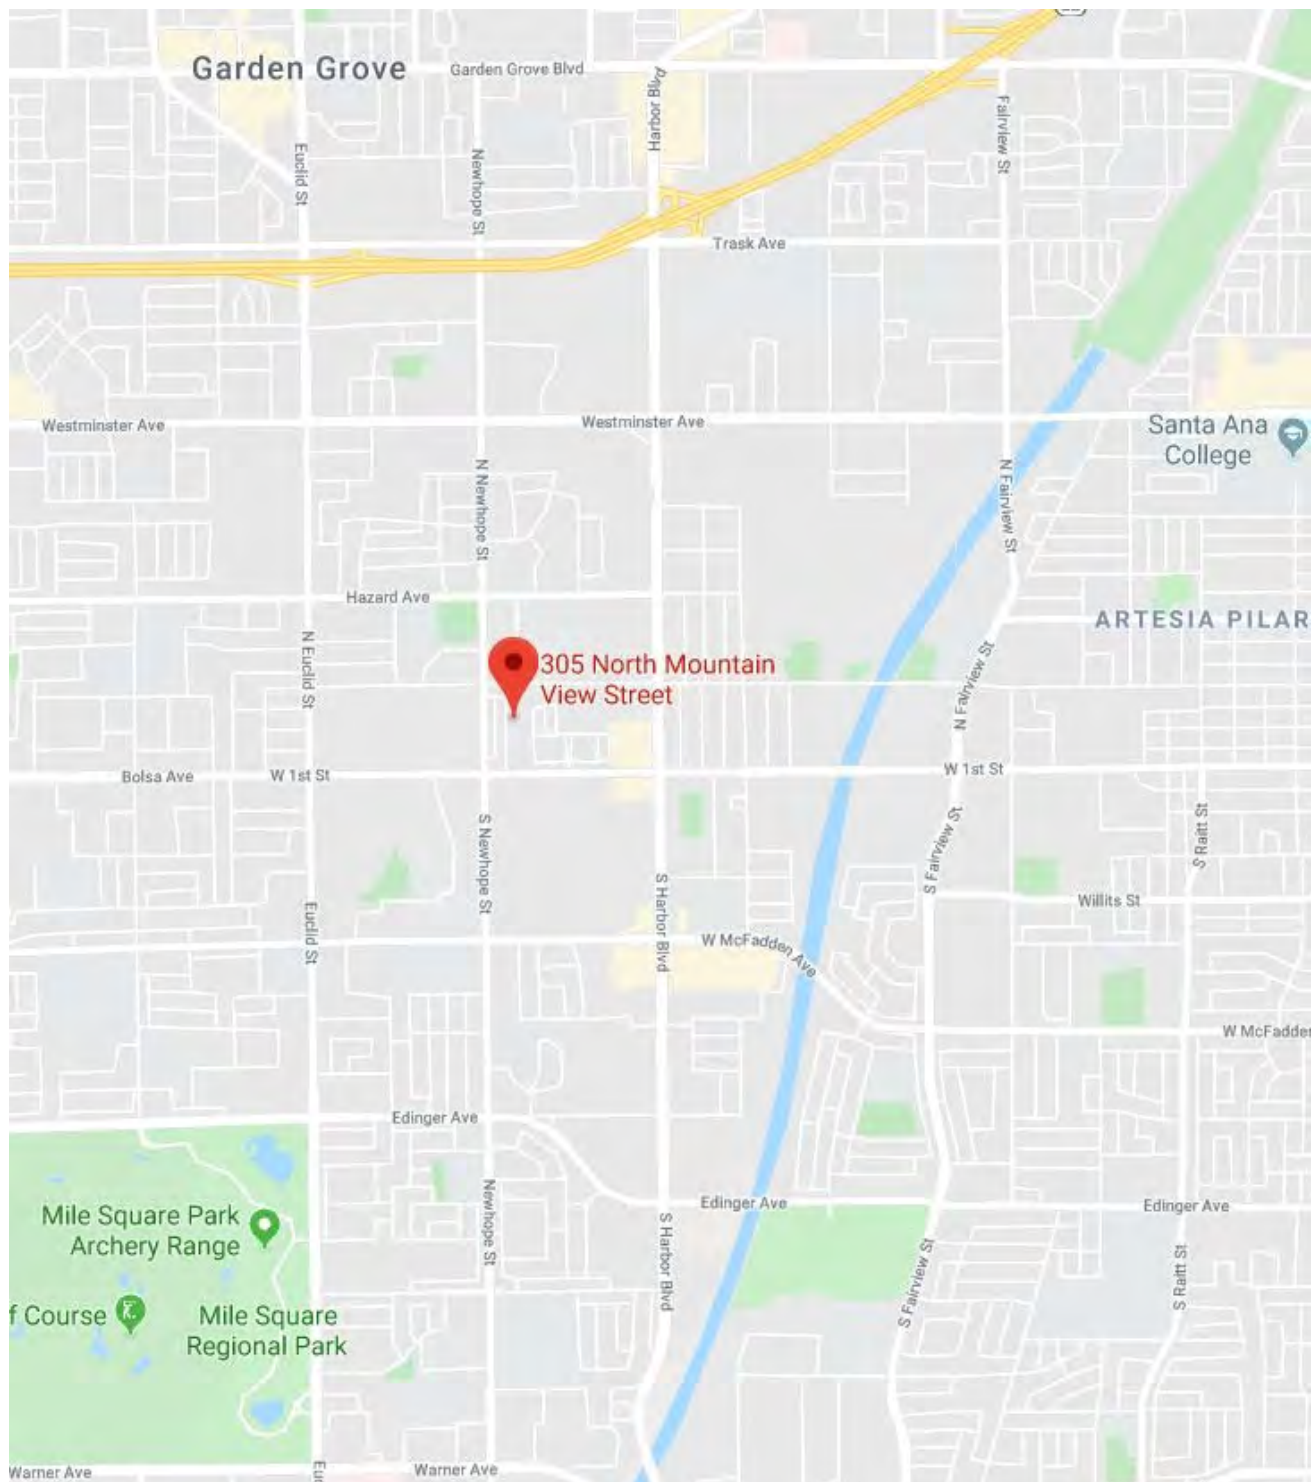 Garden Grove
Garden Grove Blvd
Harbor Blvd
Fairview St
Euclid St
Newhope St
Trask Ave
Westminster Ave
Westminster Ave
Santa Ana
College
N Newhope St
N Fairview St
Hazard Ave
ARTESIA PILAR
N Euclid St
305 North Mountain
View Street
N Fairview St
Bolsa Ave
W 1st St
W 1st St
S Newhope St
S Fairview St
S Raitt St
S Harbor Blvd
Willits St
Euclid St
W McFadden Ave
W McFadden
Edinger Ave
Mile Square Park
Archery Range
Newhope St
Edinger Ave
Edinger Ave
S Harbor Blvd
S Fairview St
S Raitt St
f Course
Mile Square
Regional Park
Warner Ave
Euc
Warner Ave